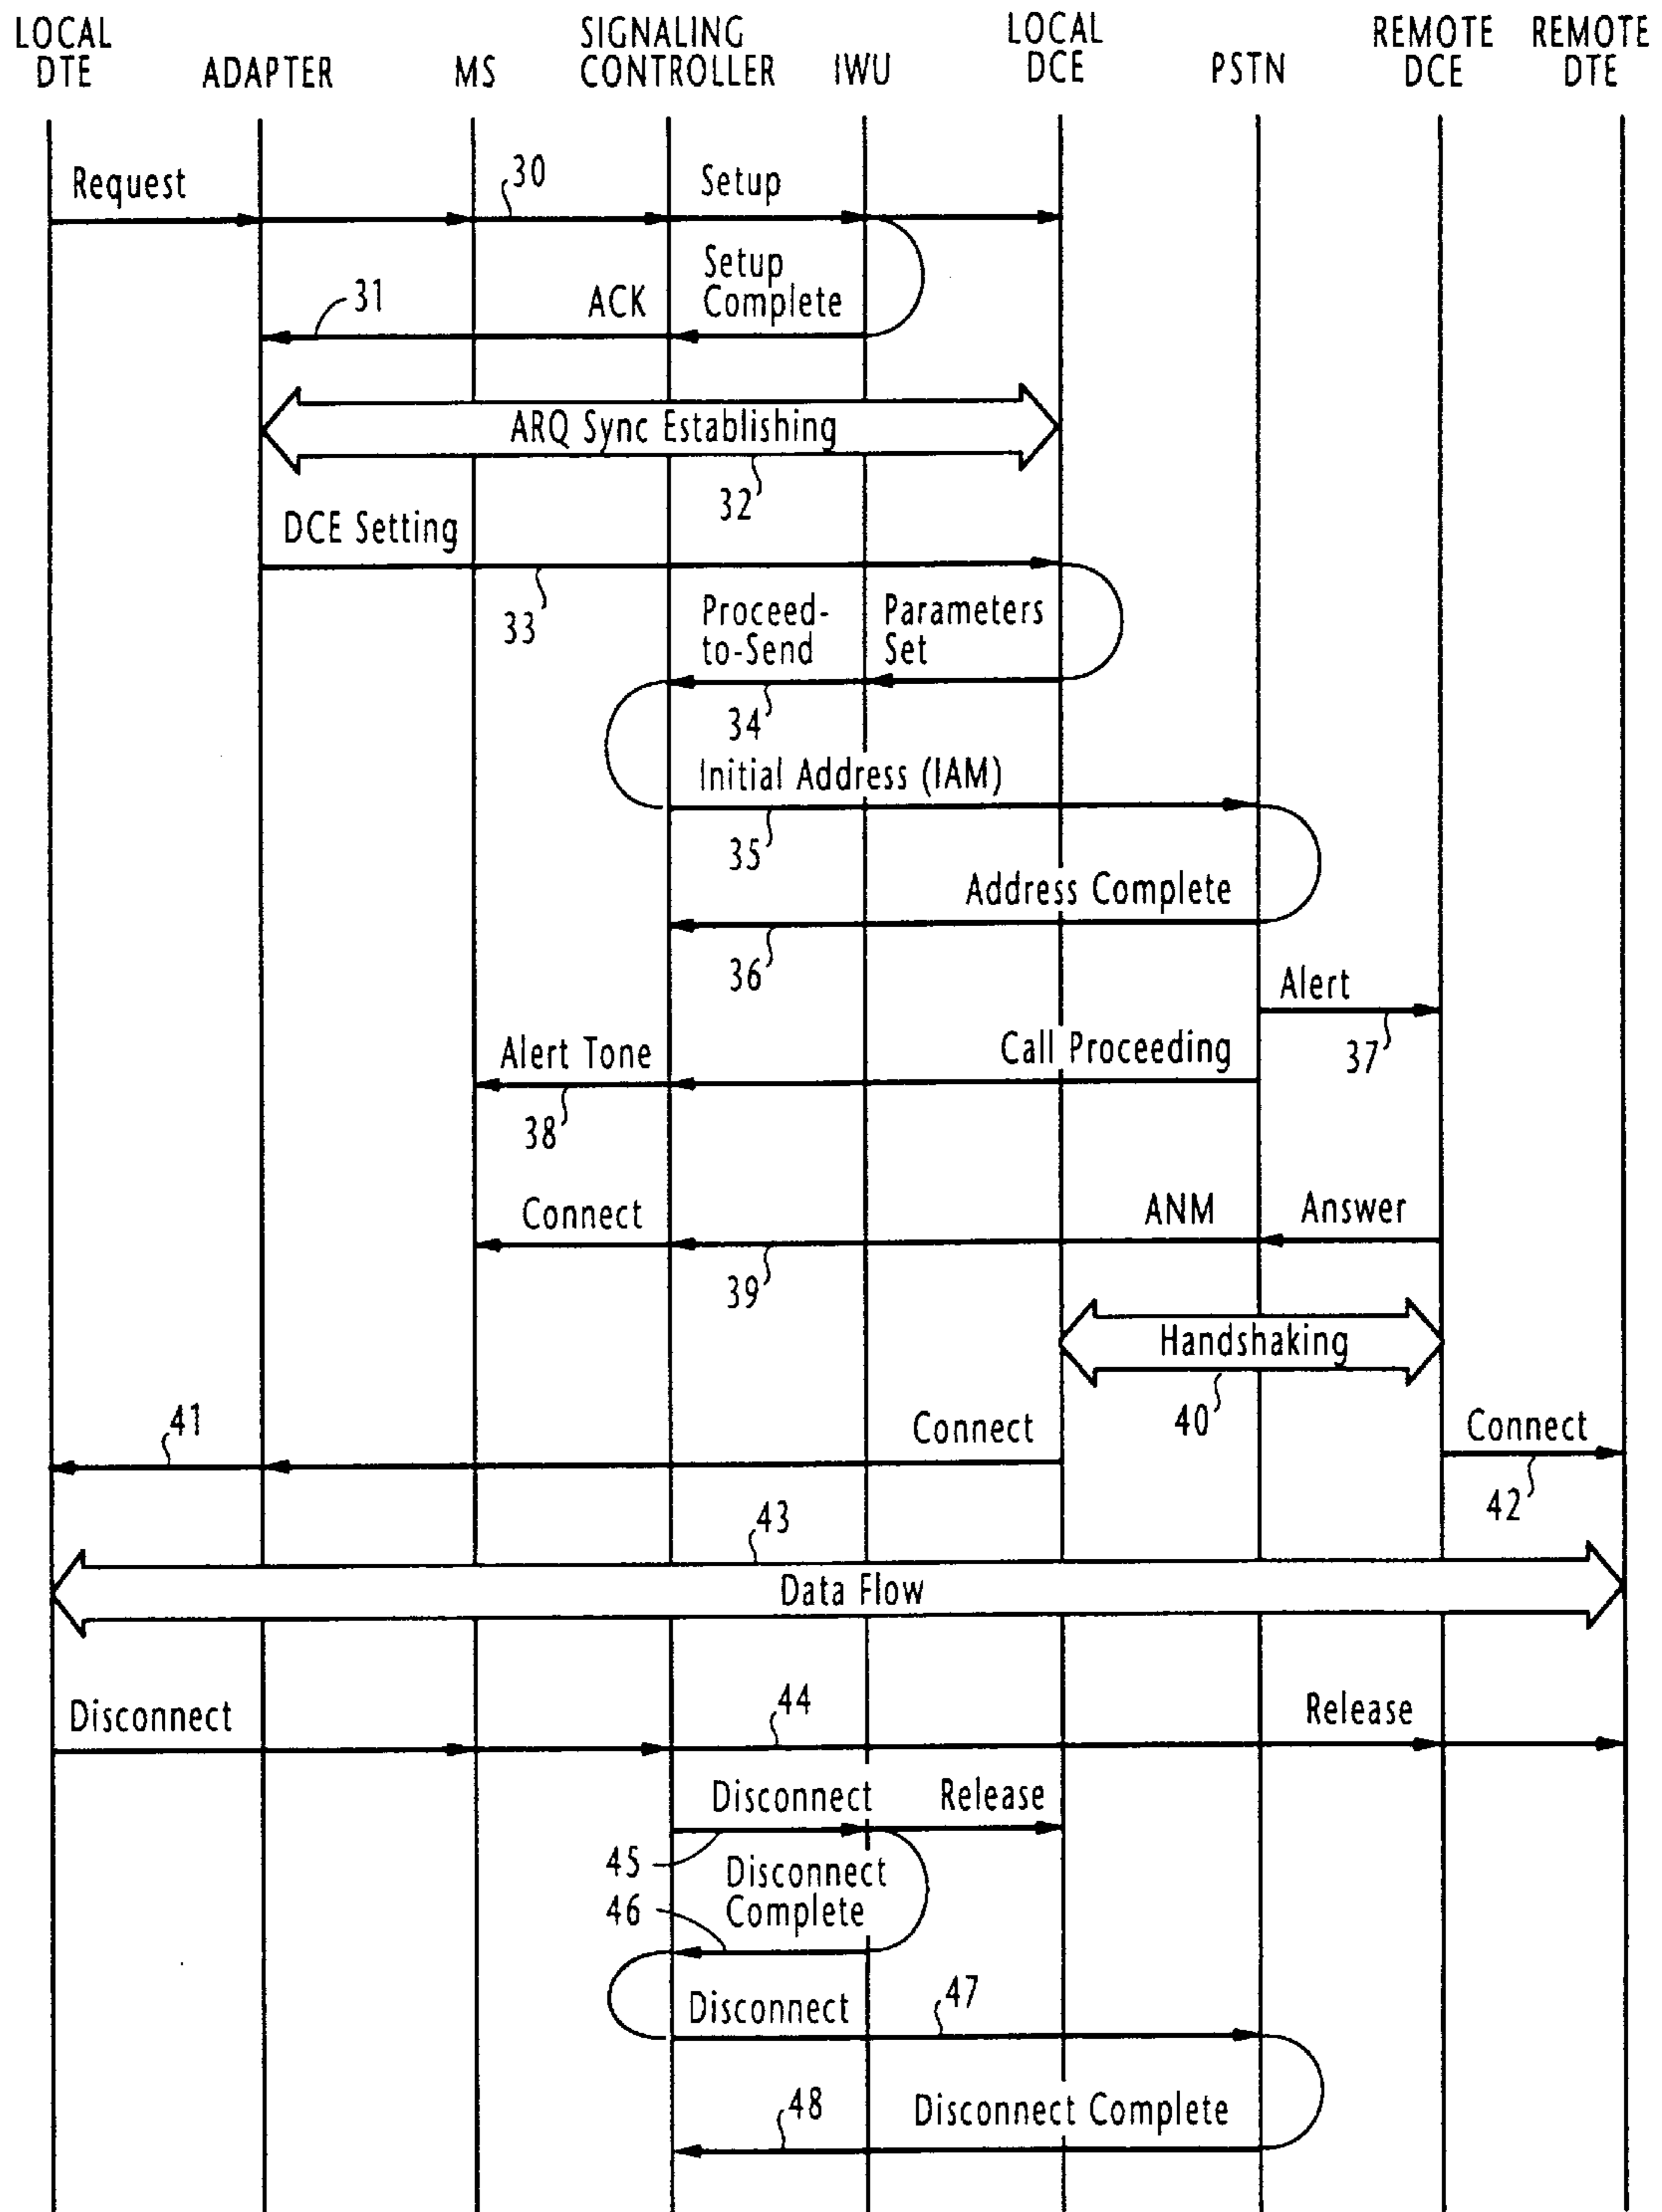 LOCAL DTE
ADAPTER
MS
SIGNALING CONTROLLER
IWU
LOCAL DCE
PSTN
REMOTE DCE
REMOTE DTE
Request
30
Setup
Setup
Complete
ACK
31
ARQ Sync Establishing
32
DCE Setting
33
Proceed-
to-Send
Parameters
Set
34
Initial Address (IAM)
35
Address Complete
36
Alert
37
Alert Tone
Call Proceeding
38
Connect
ANM
Answer
39
Handshaking
40
41
Connect
Connect
42
43
Data Flow
Disconnect
44
Release
Disconnect
Release
45
Disconnect
Complete
46
Disconnect
47
48
Disconnect Complete